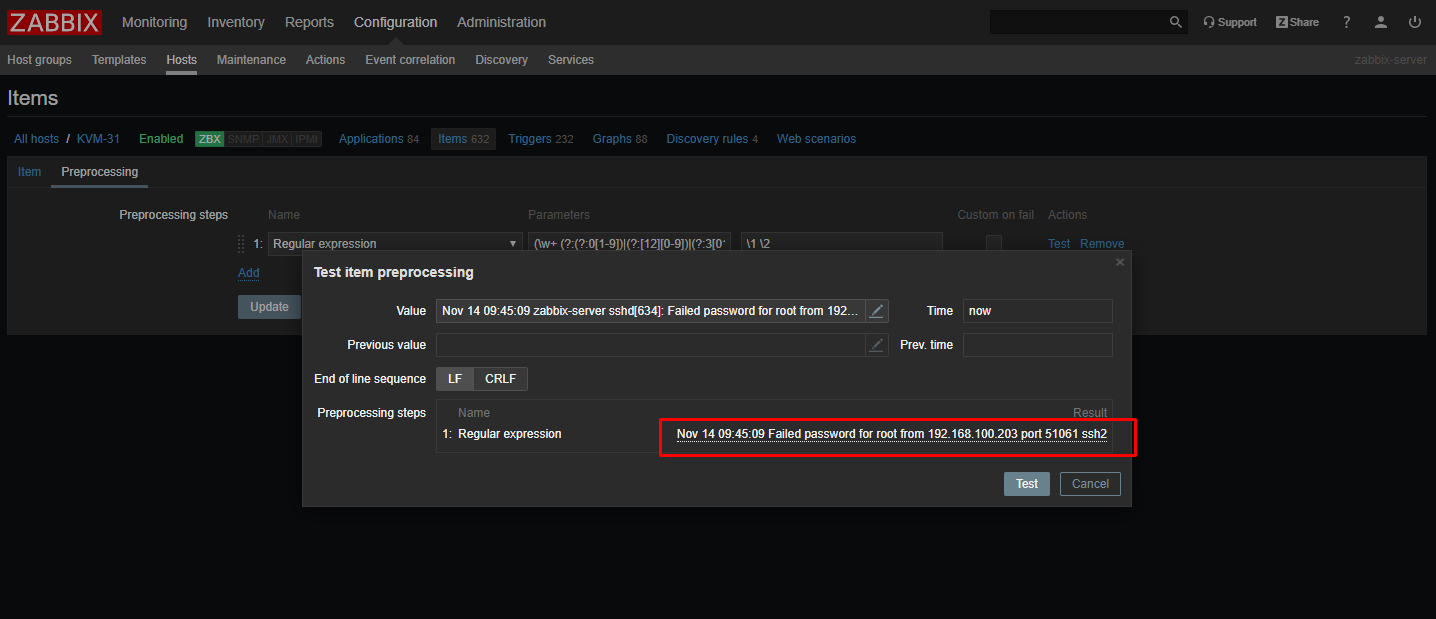 ZABBIX Monitoring Inventory Reports Configuration Administration Support Z Share ?
Host groups Templates Hosts Maintenance Actions Event correlation Discovery Services zabbix-server
Items
All hosts / KVM-31 Enabled ZBX SNMP JMX IPMI Applications 84 Items 632 Triggers 232 Graphs 88 Discovery rules 4 Web scenarios
Item Preprocessing
Preprocessing steps Name Parameters Custom on fail Actions
1: Regular expression (\w+ (?:(?:0[1-9])|(?:[12][0-9])|(?:3[0 \1 \2 Test Remove
Add
Update
Test item preprocessing
Value Nov 14 09:45:09 zabbix-server sshd[634]: Failed password for root from 192... Time now
Previous value Prev. time
End of line sequence LF CRLF
Preprocessing steps Name Result
1: Regular expression Nov 14 09:45:09 Failed password for root from 192.168.100.203 port 51061 ssh2
Test Cancel